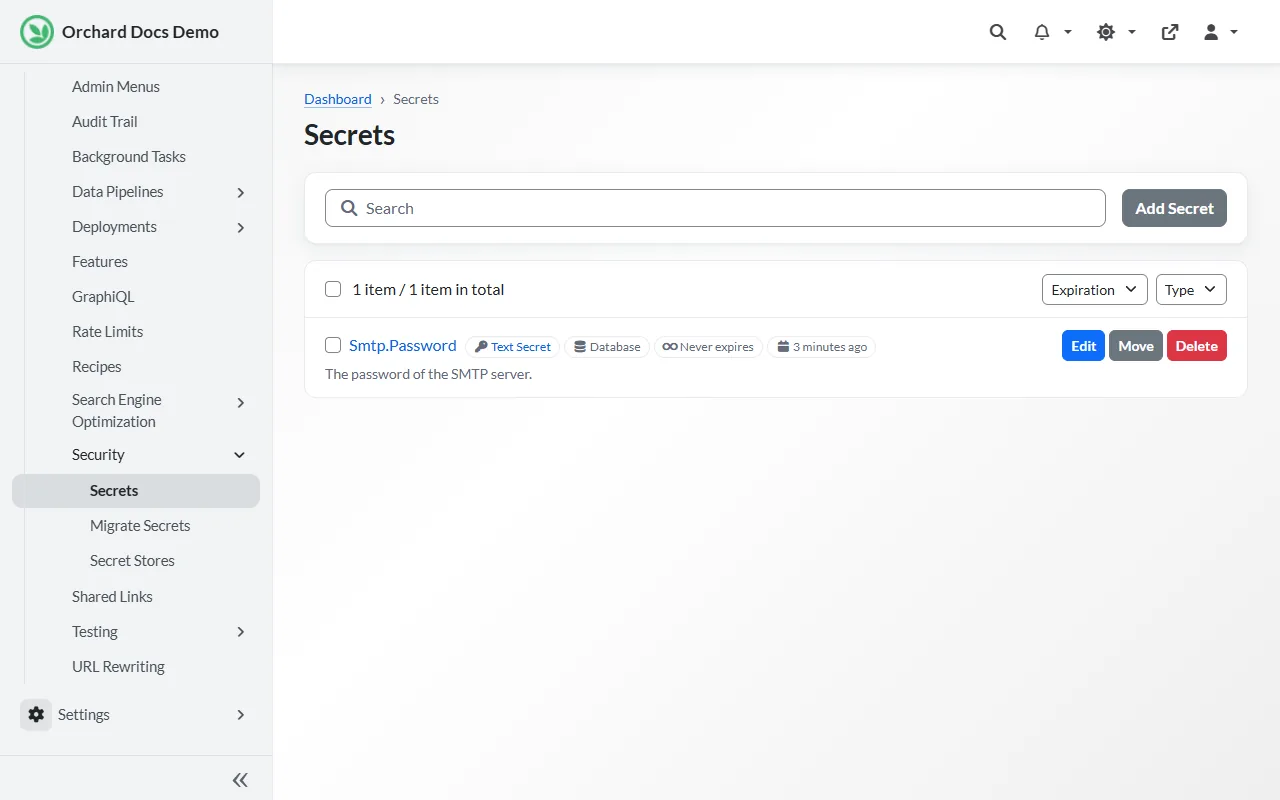 Orchard Docs Demo
Admin Menus
Audit Trail
Background Tasks
Data Pipelines
Deployments
Features
GraphiQL
Rate Limits
Recipes
Search Engine
Optimization
Security
Secrets
Migrate Secrets
Secret Stores
Shared Links
Testing
URL Rewriting
Settings
Dashboard › Secrets
Secrets
Search
Add Secret
1 item / 1 item in total
Expiration
Type
Smtp.Password Text Secret Database Never expires 3 minutes ago
Edit Move Delete
The password of the SMTP server.